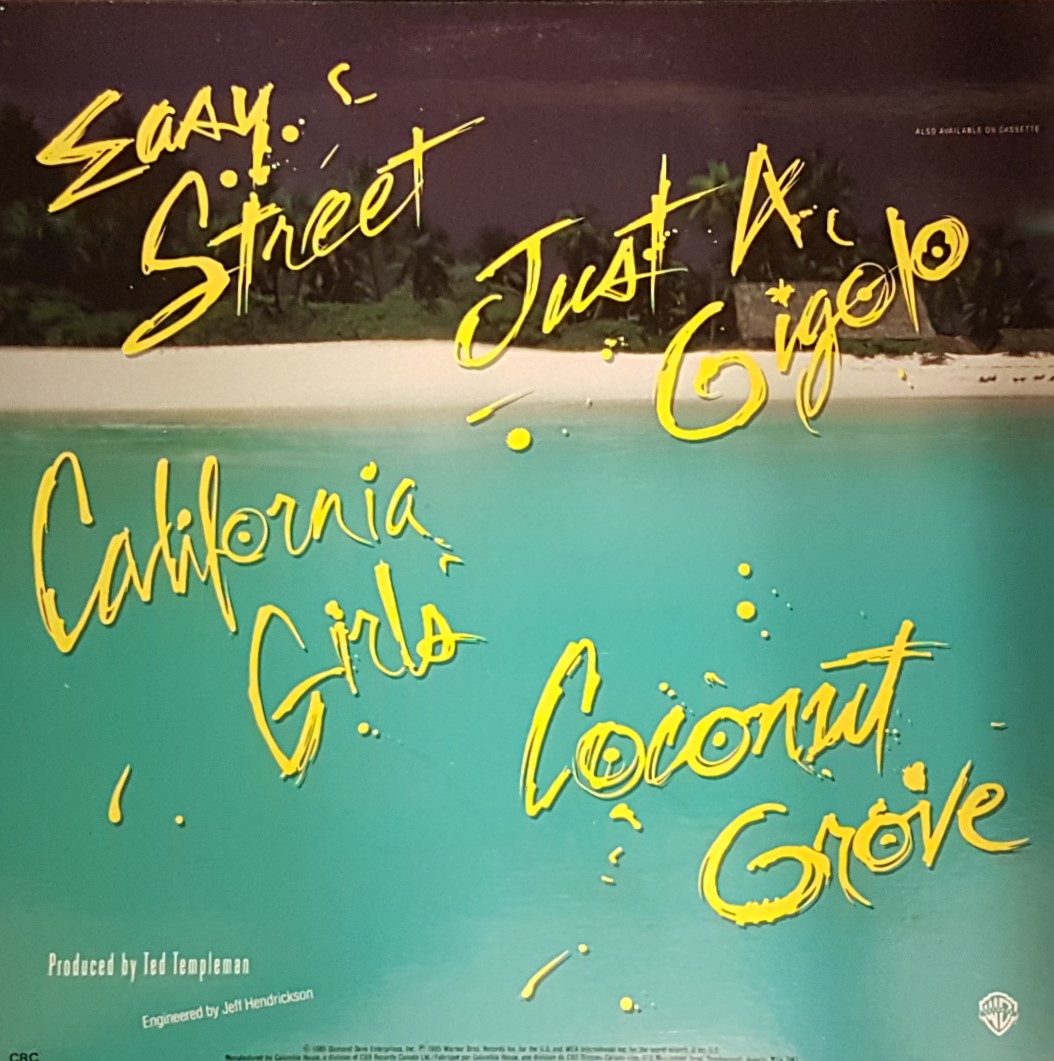 ALSO AVAILABLE ON CASSETTE
Easy
Street
Just A
Gigolo
California
Girls
Coconut
Grove
Produced by Ted Templeman
Engineered by Jeff Hendrickson
CRC